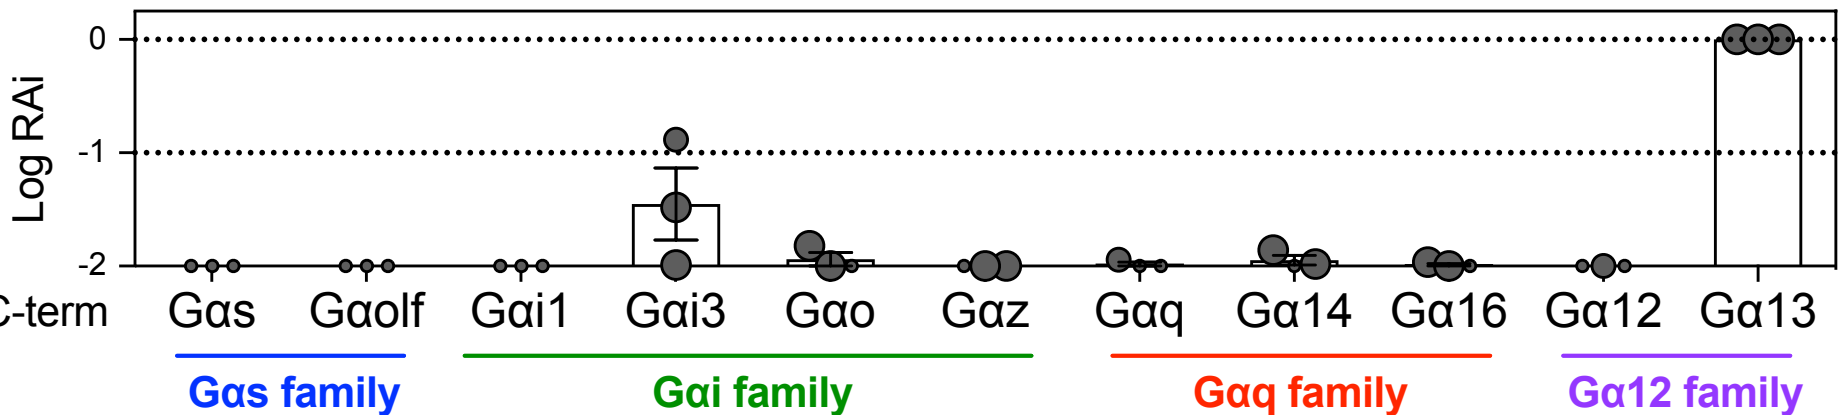 Log RAi
0
-1
-2
C-term Gαs Gαolf Gαi1 Gαi3 Gαo Gαz Gαq Gα14 Gα16 Gα12 Gα13
Gαs family Gαi family Gαq family Gα12 family